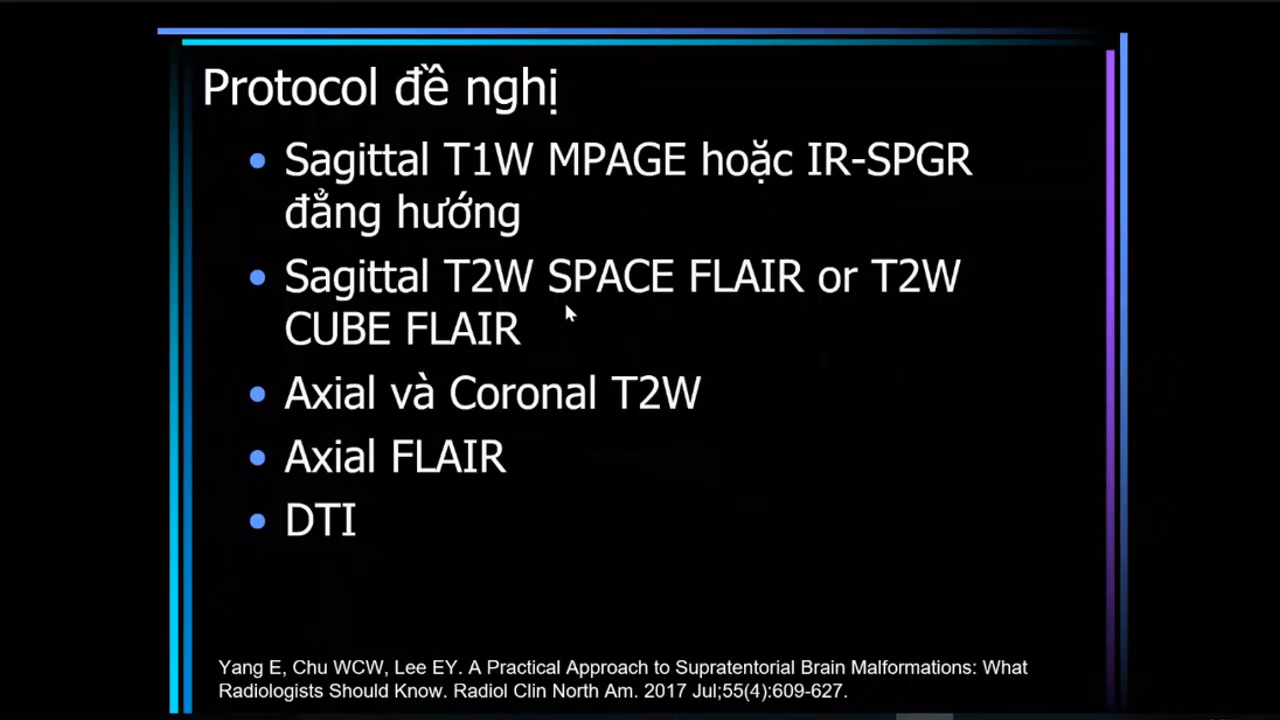 Protocol đề nghị
Sagittal T1W MPAGE hoặc IR-SPGR
đẳng hướng
Sagittal T2W SPACE FLAIR or T2W
CUBE FLAIR
Axial và Coronal T2W
Axial FLAIR
DTI
Yang E, Chu WCW, Lee EY. A Practical Approach to Supratentorial Brain Malformations: What
Radiologists Should Know. Radiol Clin North Am. 2017 Jul;55(4):609-627.